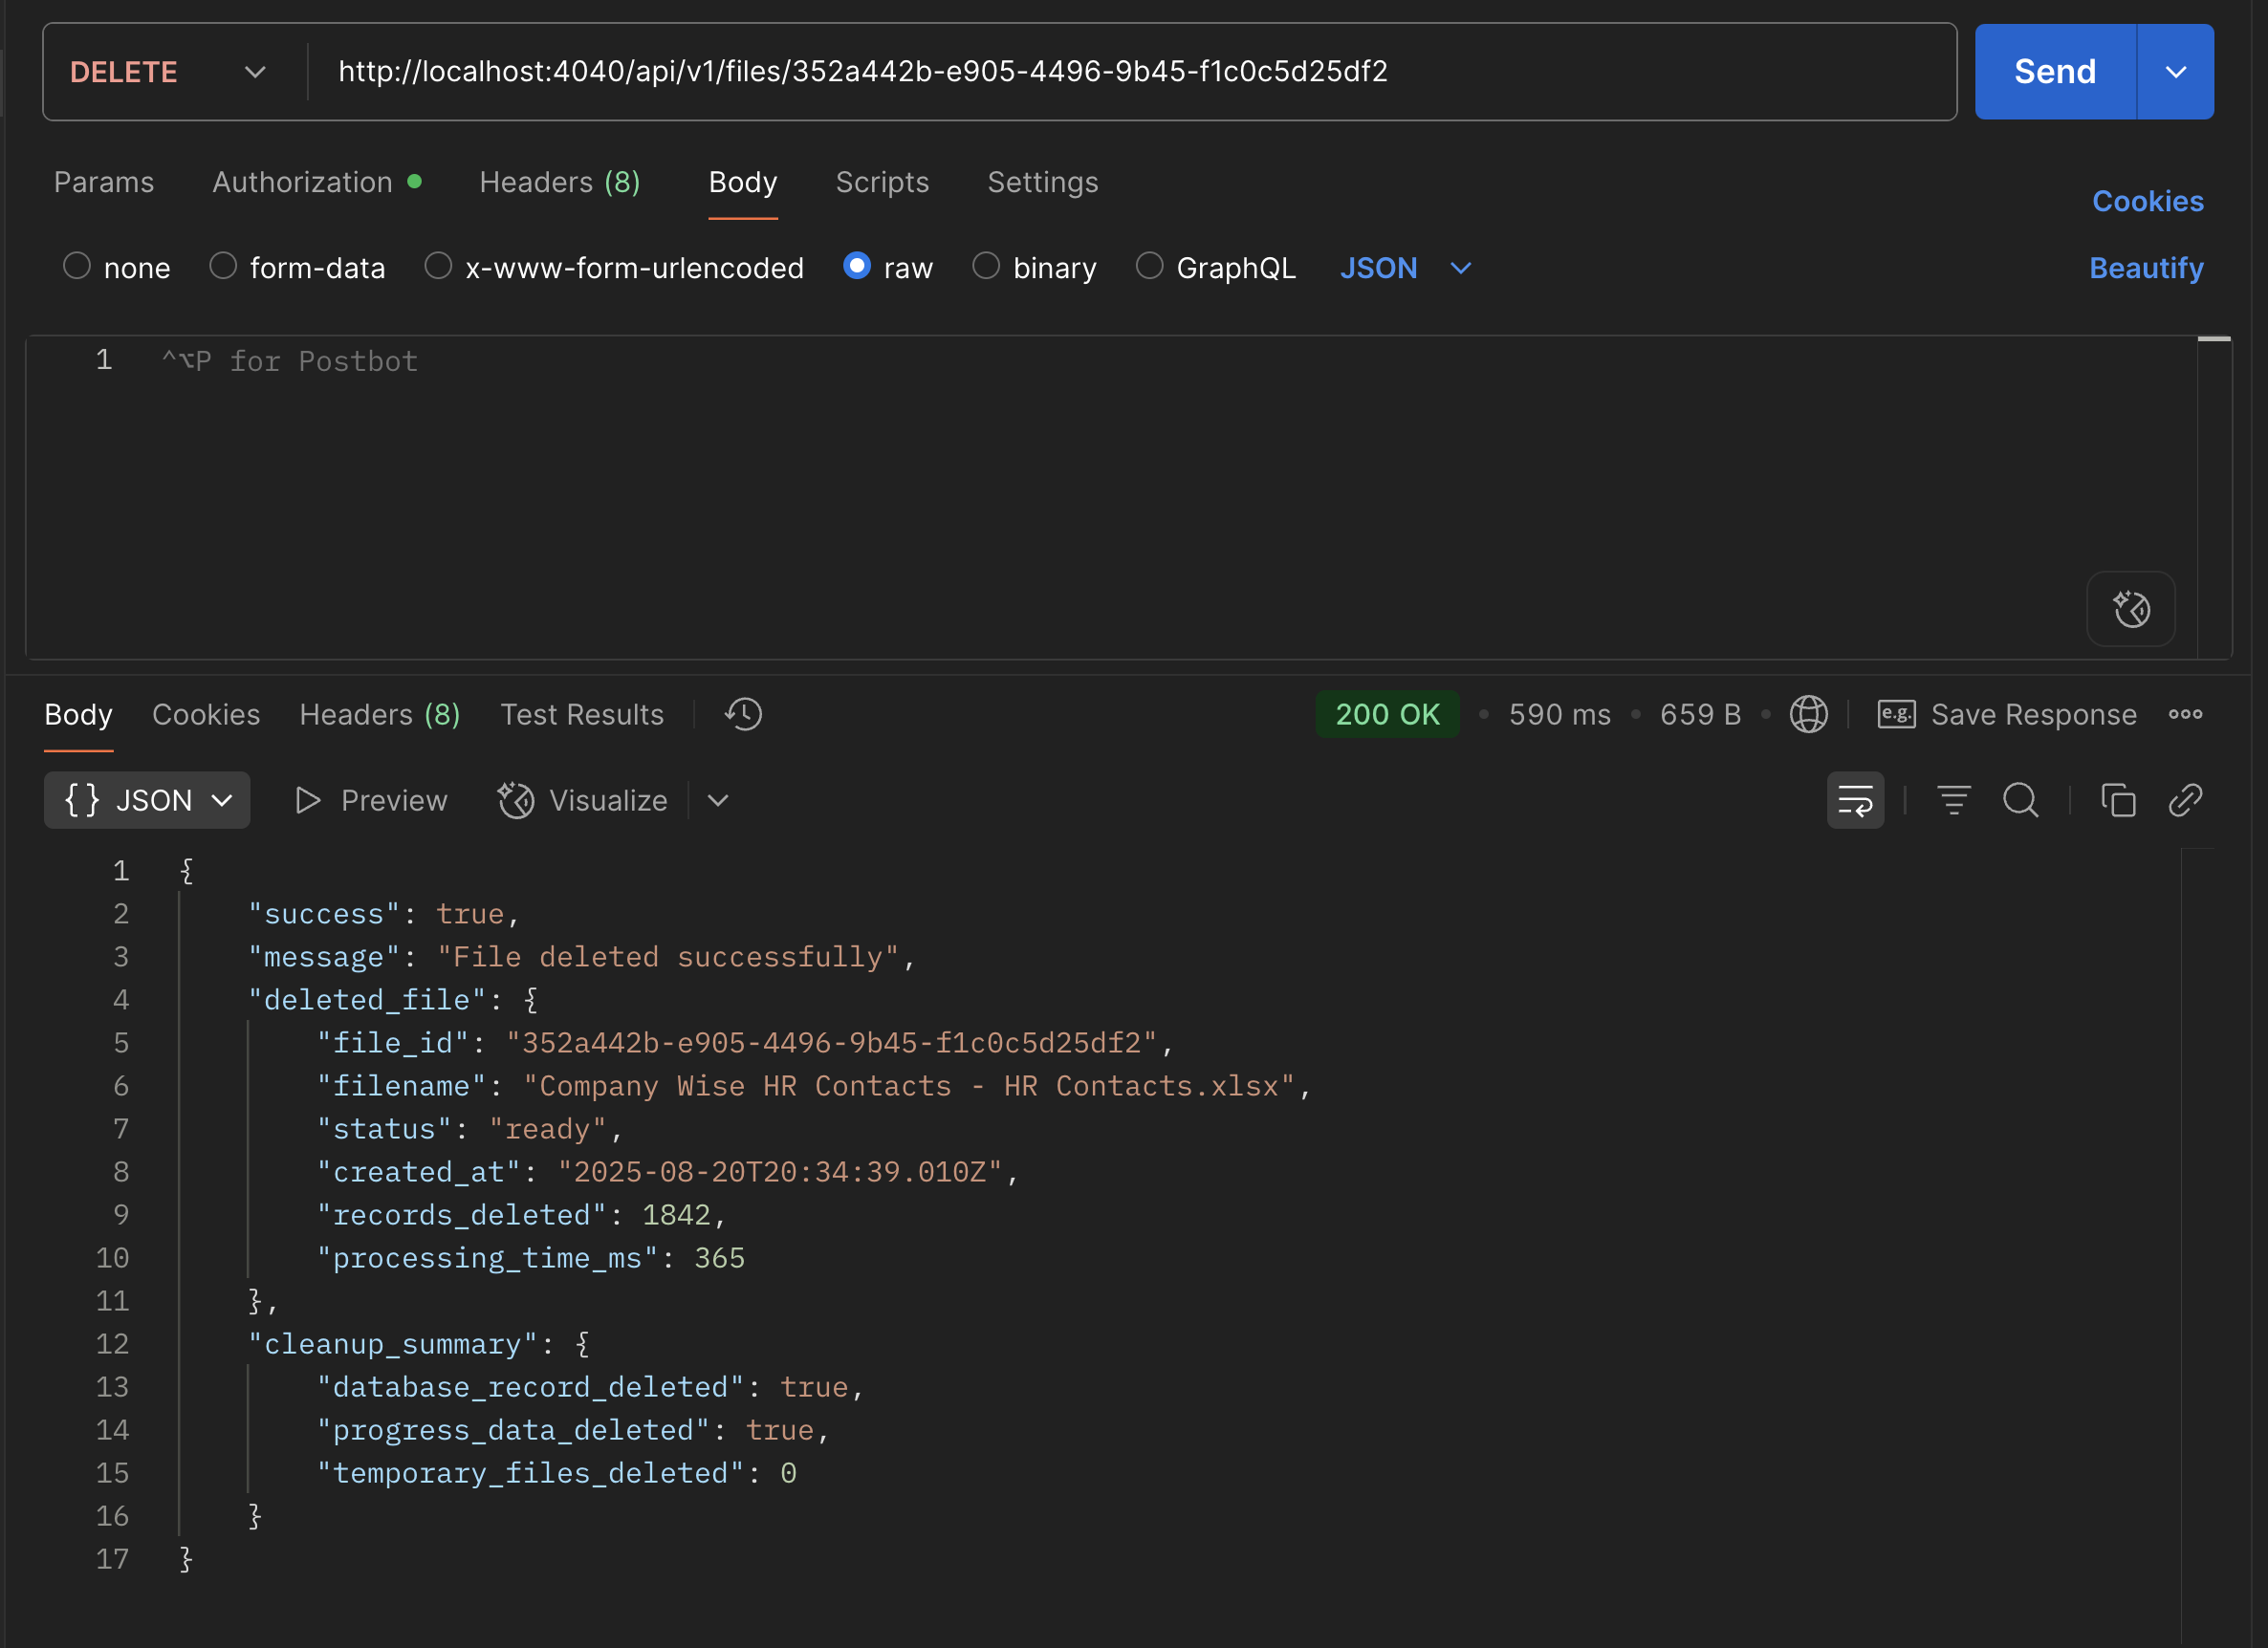 DELETE http://localhost:4040/api/v1/files/352a442b-e905-4496-9b45-f1c0c5d25df2 Send
Params Authorization Headers (8) Body Scripts Settings Cookies
none form-data x-www-form-urlencoded raw binary GraphQL JSON Beautify
1 ^⌥P for Postbot
Body Cookies Headers (8) Test Results 200 OK • 590 ms • 659 B • e.g. Save Response
{} JSON Preview Visualize
1 {
2 "success": true,
3 "message": "File deleted successfully",
4 "deleted_file": {
5 "file_id": "352a442b-e905-4496-9b45-f1c0c5d25df2",
6 "filename": "Company Wise HR Contacts - HR Contacts.xlsx",
7 "status": "ready",
8 "created_at": "2025-08-20T20:34:39.010Z",
9 "records_deleted": 1842,
10 "processing_time_ms": 365
11 },
12 "cleanup_summary": {
13 "database_record_deleted": true,
14 "progress_data_deleted": true,
15 "temporary_files_deleted": 0
16 }
17 }